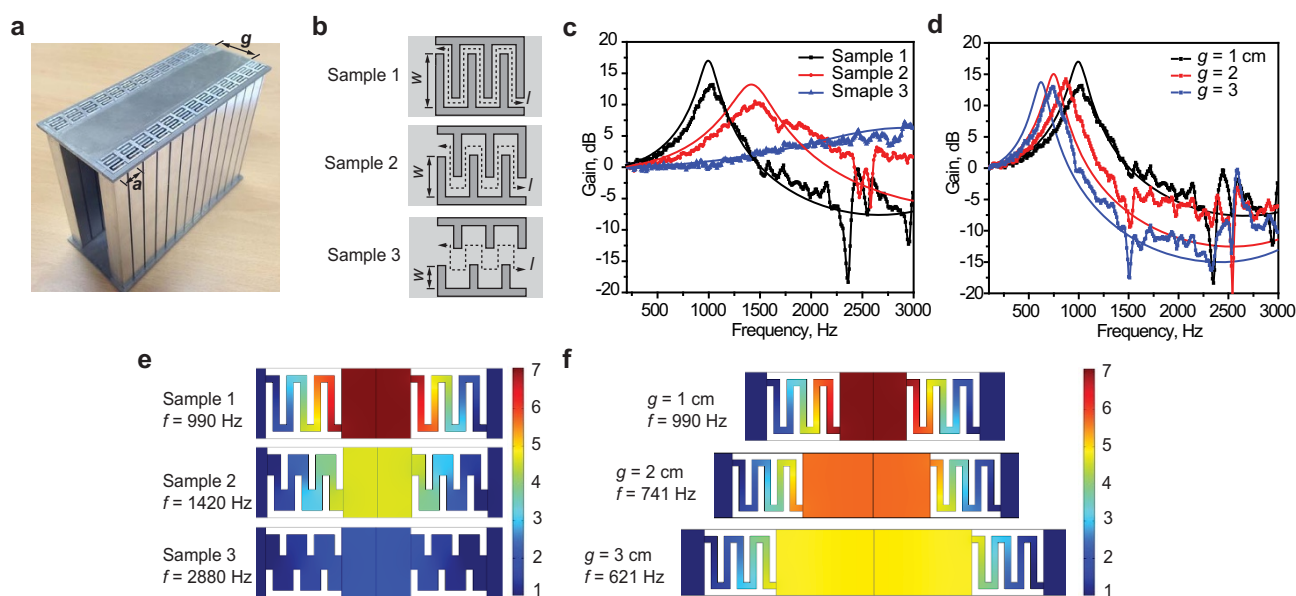 a
g
a
b
Sample 1
w
l
Sample 2
w
l
Sample 3
w
l
c
20
15
10
5
0
-5
-10
-15
-20
Gain, dB
500 1000 1500 2000 2500 3000
Frequency, Hz
Sample 1
Sample 2
Smaple 3
d
20
15
10
5
0
-5
-10
-15
-20
Gain, dB
500 1000 1500 2000 2500 3000
Frequency, Hz
g = 1 cm
g = 2
g = 3
e
Sample 1
f = 990 Hz
Sample 2
f = 1420 Hz
Sample 3
f = 2880 Hz
7
6
5
4
3
2
1
f
g = 1 cm
f = 990 Hz
g = 2 cm
f = 741 Hz
g = 3 cm
f = 621 Hz
7
6
5
4
3
2
1